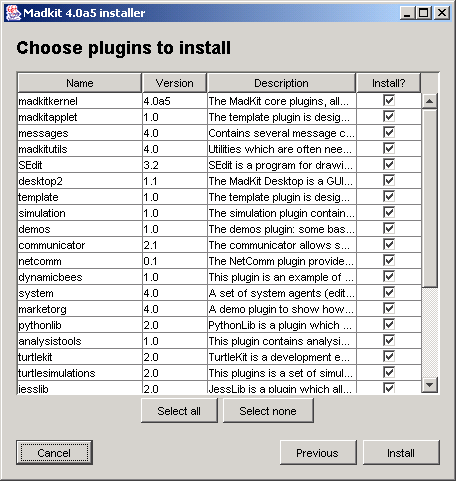 Madkit 4.0a5 installer
Choose plugins to install
Name Version Description Install?
madkitkernel 4.0a5 The MadKit core plugins, all...
madkitapplet 1.0 The template plugin is desig...
messages 4.0 Contains several message c...
madkitutils 4.0 Utilities which are often nee...
SEdit 3.2 SEdit is a program for drawi...
desktop2 1.1 The MadKit Desktop is a GUI...
template 1.0 The template plugin is desig...
simulation 1.0 The simulation plugin contain...
demos 1.0 The demos plugin: some bas...
communicator 2.1 The communicator allows s...
netcomm 0.1 The NetComm plugin provide...
dynamicbees 1.0 This plugin is an example of ...
system 4.0 A set of system agents (edit...
marketorg 4.0 A demo plugin to show how...
pythonlib 2.0 PythonLib is a plugin which ...
analysistools 1.0 This plugin contains analysi...
turtlekit 2.0 TurtleKit is a development e...
turtlesimulations 2.0 This plugins is a set of simul...
jesslib 2.0 JessLib is a plugin which all...
Select all Select none
Cancel Previous Install